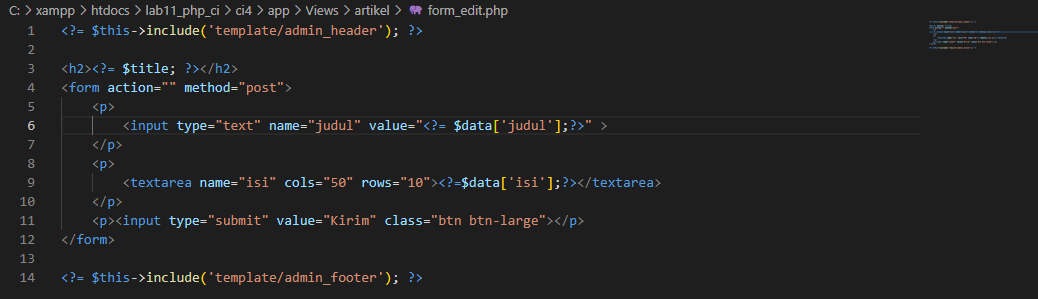 C: > xampp > htdocs > lab11_php_ci > ci4 > app > Views > artikel > form_edit.php
1 <?= $this->include('template/admin_header'); ?>
2
3 <h2><?= $title; ?></h2>
4 <form action="" method="post">
5     <p>
6         <input type="text" name="judul" value="<?= $data['judul'];?>" >
7     </p>
8     <p>
9         <textarea name="isi" cols="50" rows="10"><?=$data['isi'];?></textarea>
10     </p>
11     <p><input type="submit" value="Kirim" class="btn btn-large"></p>
12 </form>
13
14 <?= $this->include('template/admin_footer'); ?>